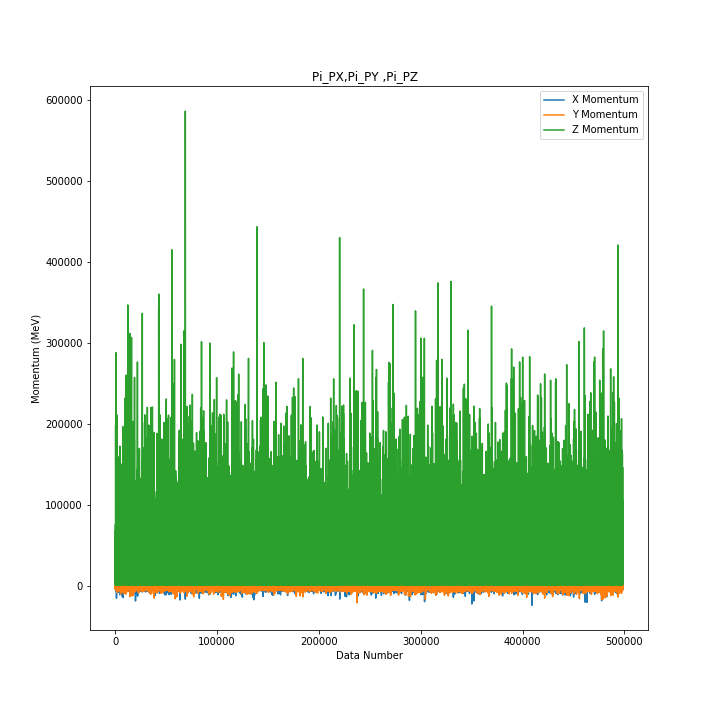 Pi_PX,Pi_PY ,Pi_PZ
X Momentum
Y Momentum
Z Momentum
600000
500000
400000
300000
200000
100000
0
Momentum (MeV)
0
100000
200000
300000
400000
500000
Data Number